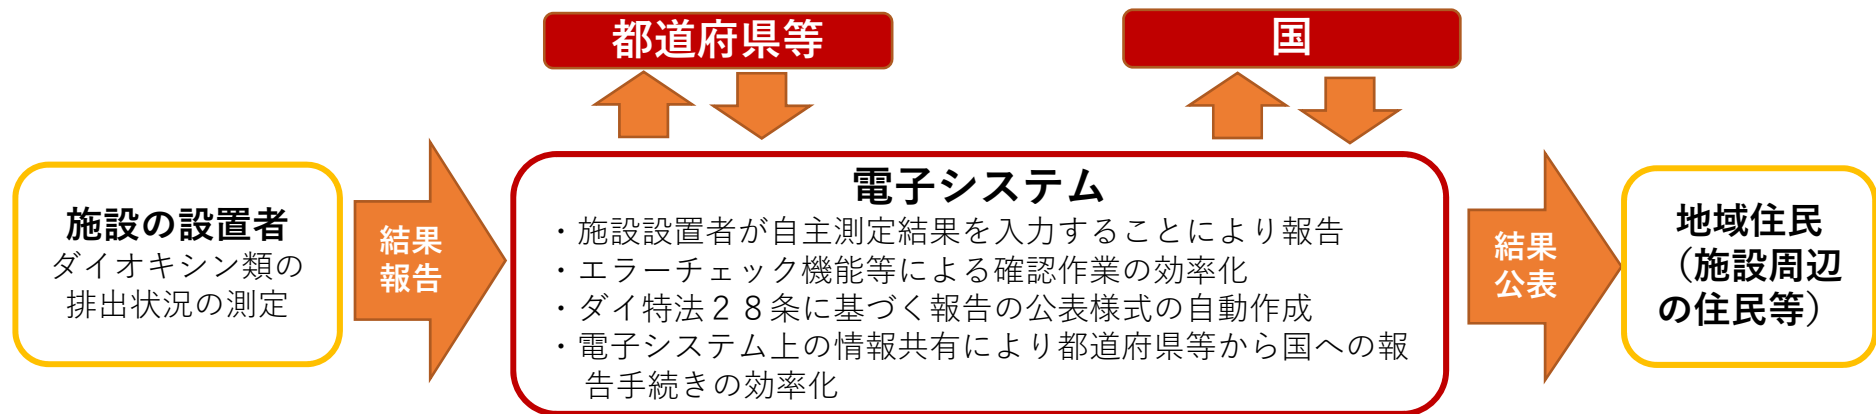 都道府県等
国
施設の設置者
ダイオキシン類の
排出状況の測定
結果
報告
電子システム
・施設設置者が自主測定結果を入力することにより報告
・エラーチェック機能等による確認作業の効率化
・ダイ特法２８条に基づく報告の公表様式の自動作成
・電子システム上の情報共有により都道府県等から国への報
告手続きの効率化
結果
公表
地域住民
（施設周辺
の住民等）